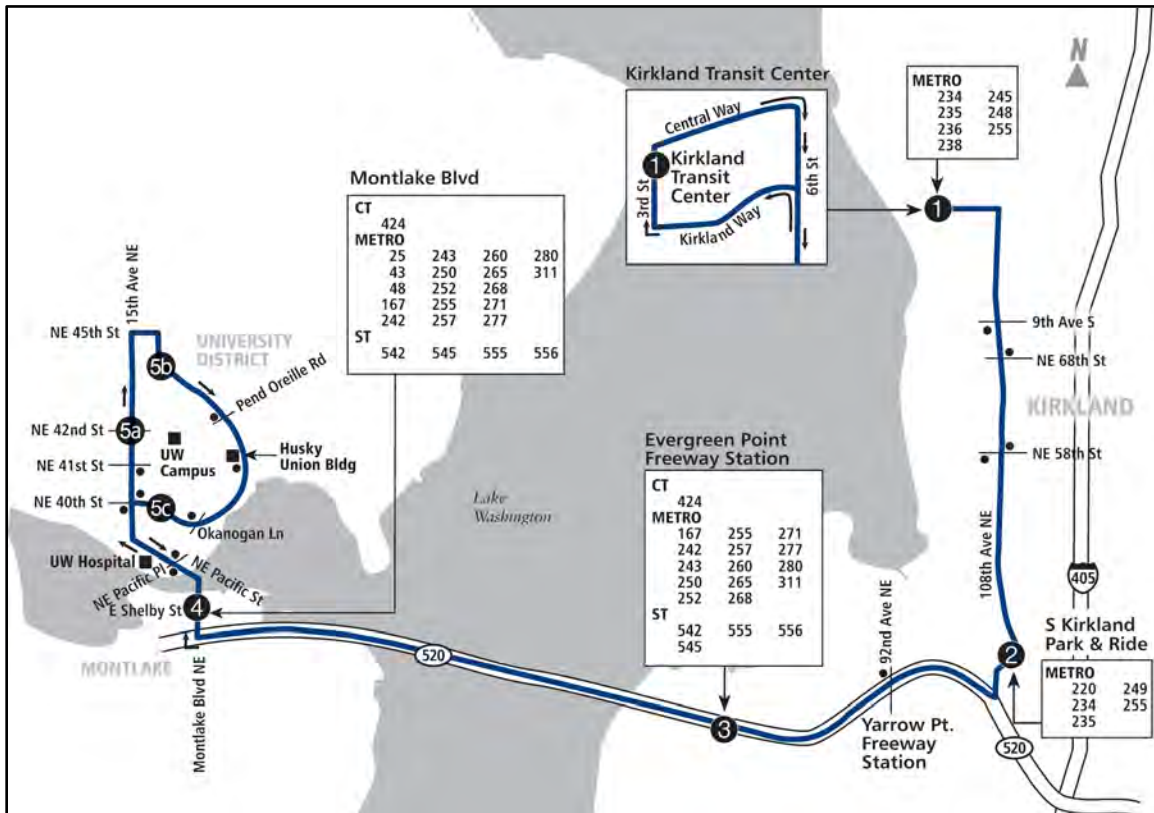 Kirkland Transit Center
Central Way
1
Kirkland
Transit
Center
3rd St
6th St
Kirkland Way
METRO
234 245
235 248
236 255
238
N
1
Montlake Blvd
CT
424
METRO
25 243 260 280
43 250 265 311
48 252 268
167 255 271
242 257 277
ST
542 545 555 556
15th Ave NE
NE 45th St
UNIVERSITY
DISTRICT
5b
Pend Oreille Rd
NE 42nd St
5a
UW
Campus
Husky
Union Bldg
NE 41st St
NE 40th St
5c
Okanogan Ln
UW Hospital
NE Pacific Pl
NE Pacific St
E Shelby St
4
MONTLAKE
Montlake Blvd NE
520
Lake
Washington
Evergreen Point
Freeway Station
CT
424
METRO
167 255 271
242 257 277
243 260 280
250 265 311
252 268
ST
542 555 556
545
3
92nd Ave NE
Yarrow Pt.
Freeway
Station
9th Ave S
NE 68th St
KIRKLAND
NE 58th St
108th Ave NE
405
S Kirkland
Park & Ride
2
METRO
220 249
234 255
235
520